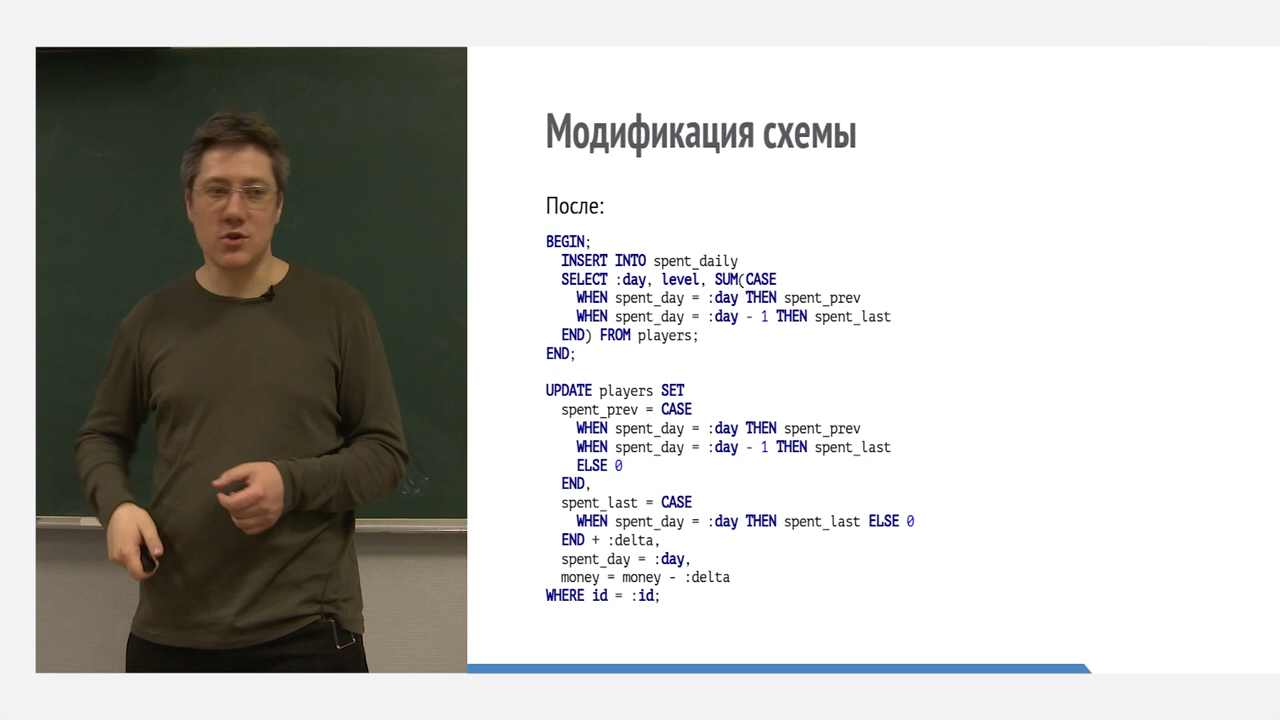 Модификация схемы
После:
BEGIN;
INSERT INTO spent_daily
SELECT :day, level, SUM(CASE
WHEN spent_day = :day THEN spent_prev
WHEN spent_day = :day - 1 THEN spent_last
END) FROM players;
END;
UPDATE players SET
spent_prev = CASE
WHEN spent_day = :day THEN spent_prev
WHEN spent_day = :day - 1 THEN spent_last
ELSE 0
END,
spent_last = CASE
WHEN spent_day = :day THEN spent_last ELSE 0
END + :delta,
spent_day = :day,
money = money - :delta
WHERE id = :id;